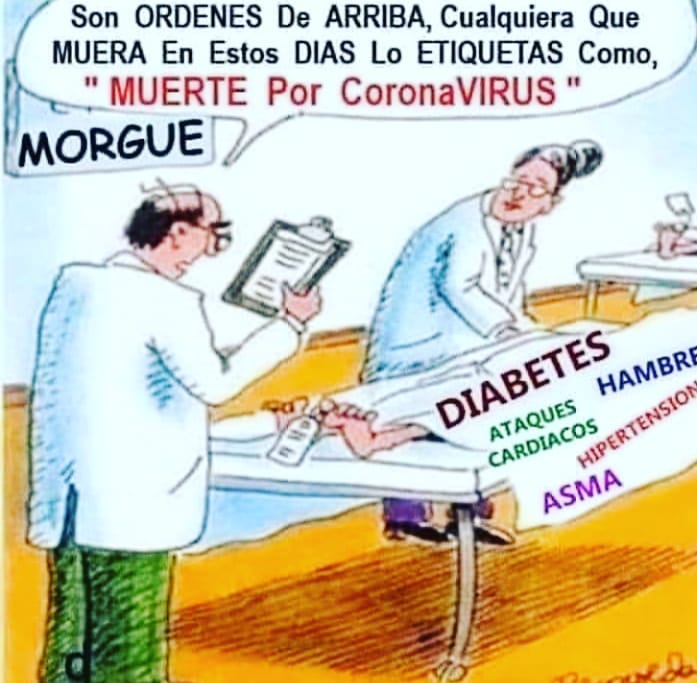 Son ORDENES De ARRIBA, Cualquiera Que
MUERA En Estos DIAS Lo ETIQUETAS Como,
" MUERTE Por CoronaVIRUS "
MORGUE
DIABETES
HAMBRE
ATAQUES
CARDIACOS
HIPERTENSION
ASMA